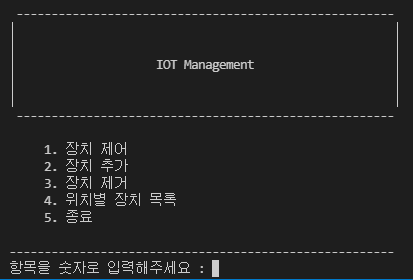 IOT Management
1. 장치 제어
2. 장치 추가
3. 장치 제거
4. 위치별 장치 목록
5. 종료
항목을 숫자로 입력해주세요 :